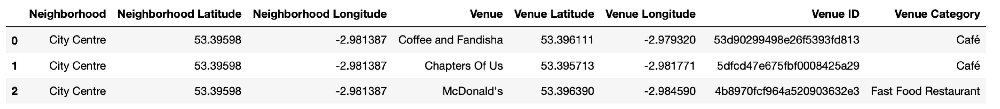 Neighborhood Neighborhood Latitude Neighborhood Longitude Venue Venue Latitude Venue Longitude Venue ID Venue Category
0 City Centre 53.39598 -2.981387 Coffee and Fandisha 53.396111 -2.979320 53d90299498e26f5393fd813 Café
1 City Centre 53.39598 -2.981387 Chapters Of Us 53.395713 -2.981771 5dfcd47e675fbf0008425a29 Café
2 City Centre 53.39598 -2.981387 McDonald's 53.396390 -2.984590 4b8970fcf964a520903632e3 Fast Food Restaurant